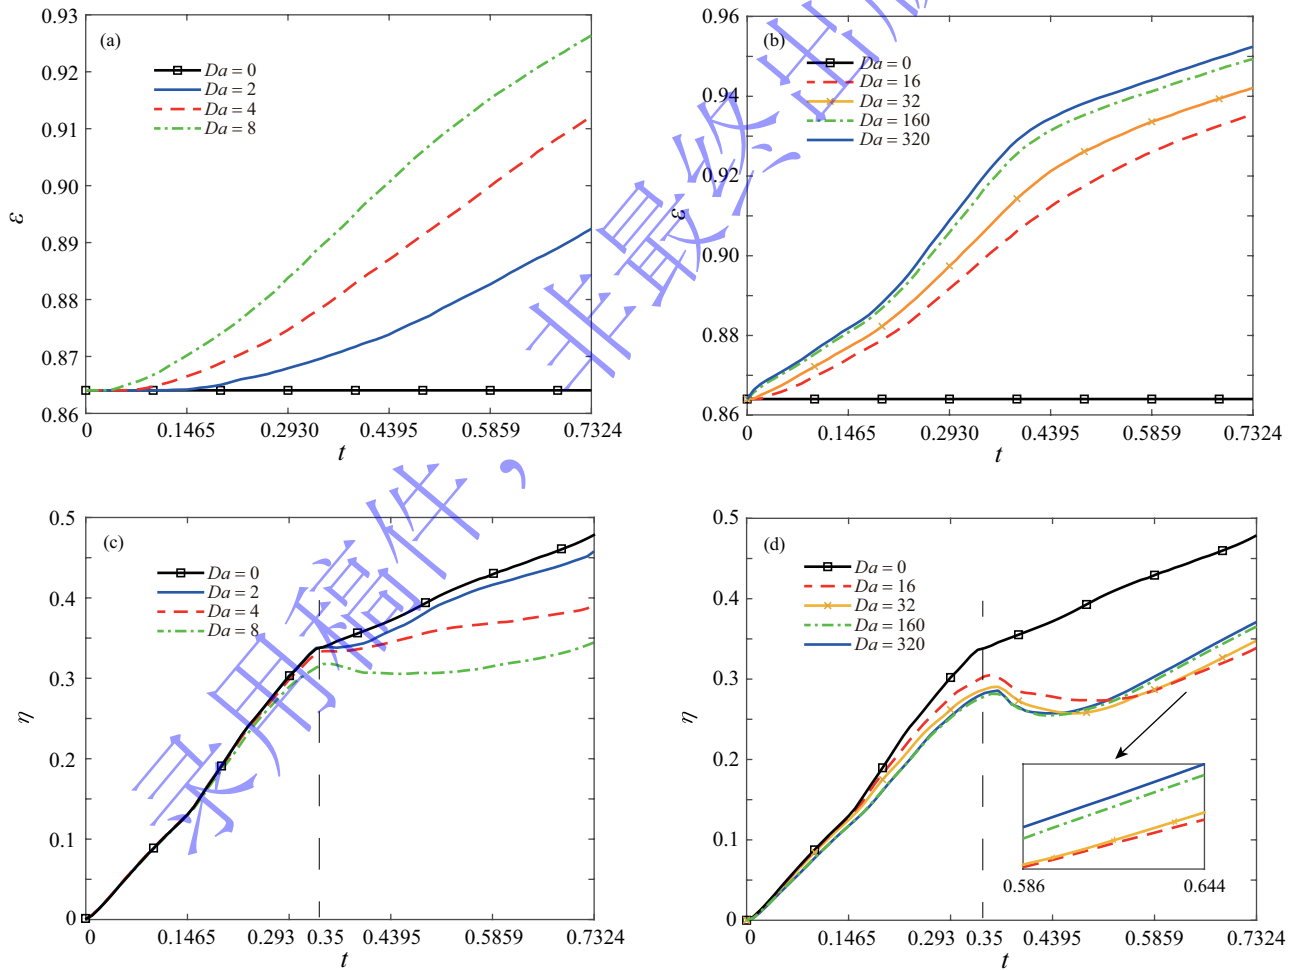 (a)
Da = 0
Da = 2
Da = 4
Da = 8
0.93
0.92
0.91
0.90
0.89
0.88
0.87
0.86
ε
0 0.1465 0.2930 0.4395 0.5859 0.7324
t
(b)
Da = 0
Da = 16
Da = 32
Da = 160
Da = 320
0.96
0.94
0.92
0.90
0.88
0.86
ε
0 0.1465 0.2930 0.4395 0.5859 0.7324
t
(c)
Da = 0
Da = 2
Da = 4
Da = 8
0.5
0.4
0.3
0.2
0.1
0
η
0 0.1465 0.293 0.35 0.4395 0.5859 0.7324
t
(d)
Da = 0
Da = 16
Da = 32
Da = 160
Da = 320
0.5
0.4
0.3
0.2
0.1
0
η
0.586 0.644
0 0.1465 0.293 0.35 0.4395 0.5859 0.7324
t
录用稿件，非最终出版